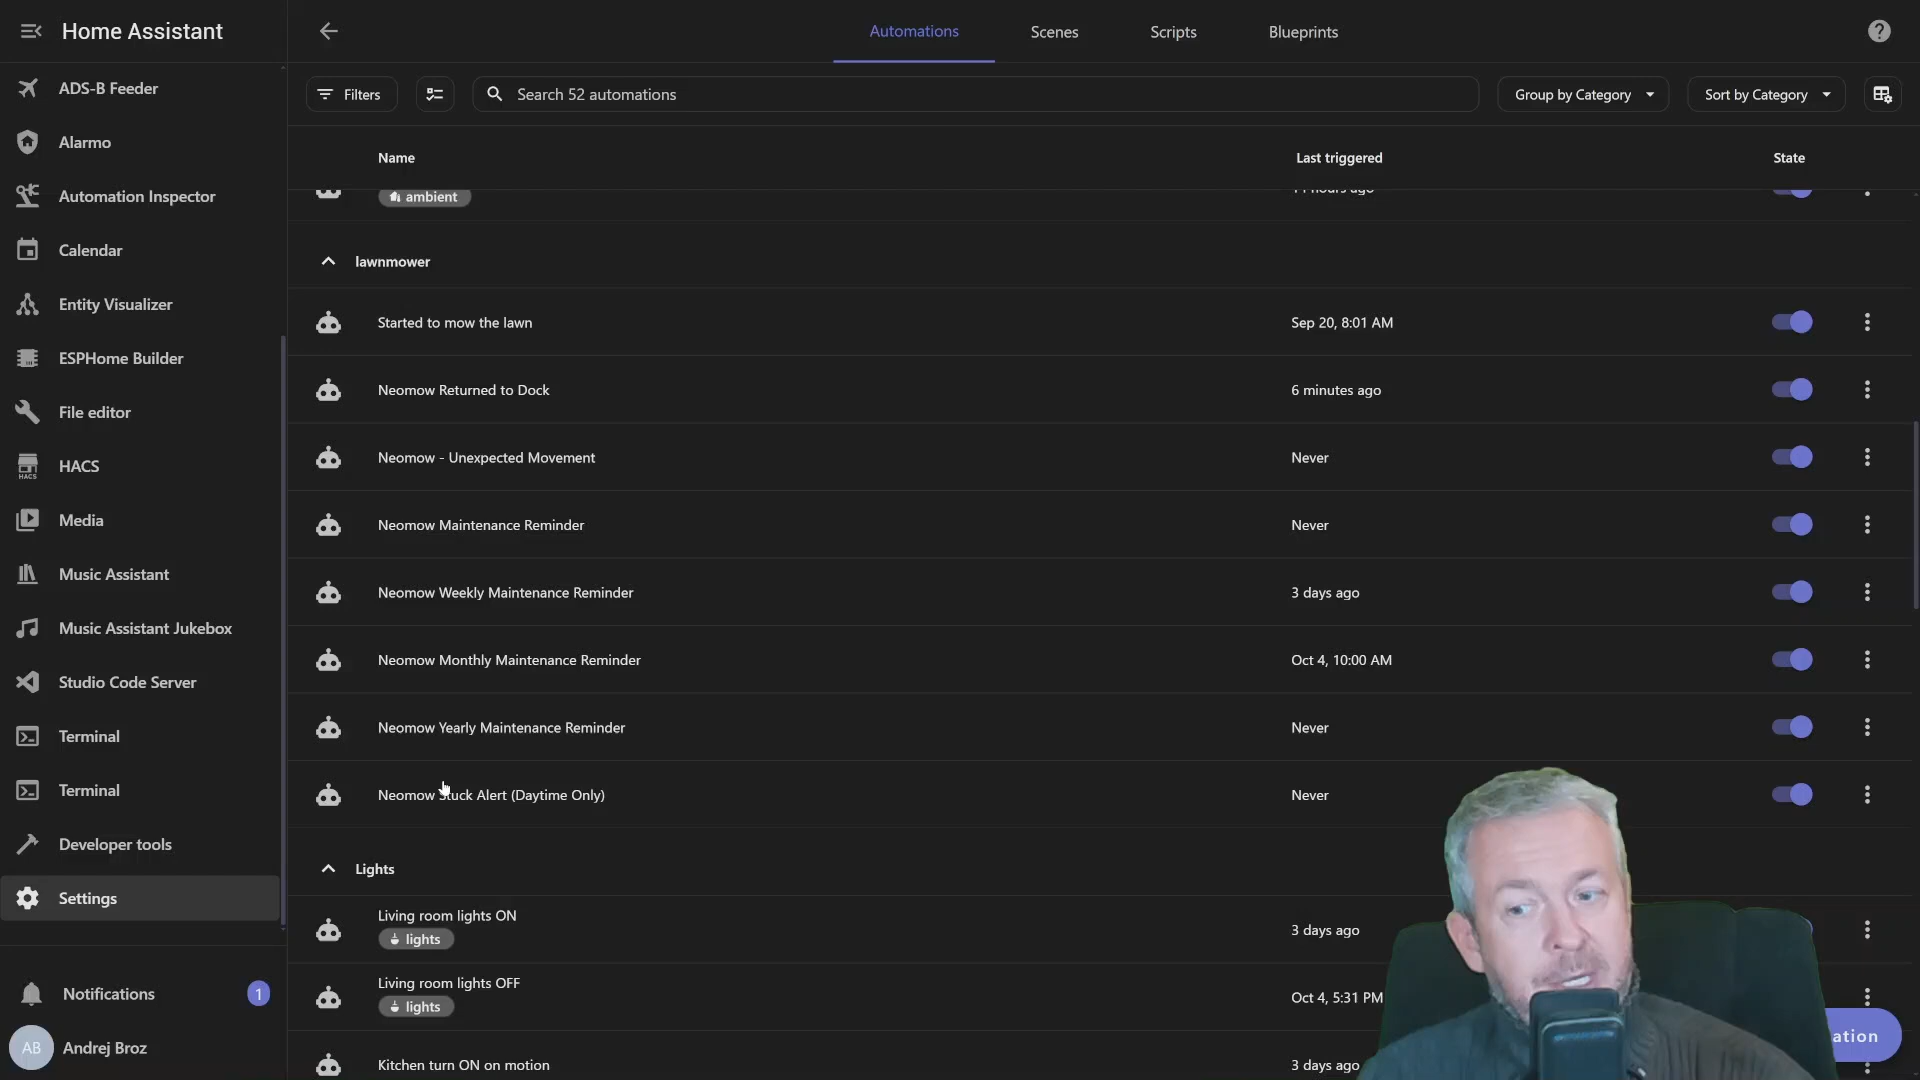 Home Assistant
Automations
Scenes
Scripts
Blueprints
ADS-B Feeder
Alarmo
Automation Inspector
Calendar
Entity Visualizer
ESPHome Builder
File editor
HACS
HACS
Media
Music Assistant
Music Assistant Jukebox
Studio Code Server
Terminal
Terminal
Developer tools
Settings
Notifications
1
AB
Andrej Broz
Filters
Search 52 automations
Group by Category
Sort by Category
Name
Last triggered
State
ambient
hours ago
lawnmower
Started to mow the lawn
Sep 20, 8:01 AM
Neomow Returned to Dock
6 minutes ago
Neomow - Unexpected Movement
Never
Neomow Maintenance Reminder
Never
Neomow Weekly Maintenance Reminder
3 days ago
Neomow Monthly Maintenance Reminder
Oct 4, 10:00 AM
Neomow Yearly Maintenance Reminder
Never
Neomow Stuck Alert (Daytime Only)
Never
Lights
Living room lights ON
lights
3 days ago
Living room lights OFF
lights
Oct 4, 5:31 PM
Kitchen turn ON on motion
3 days ago
ation